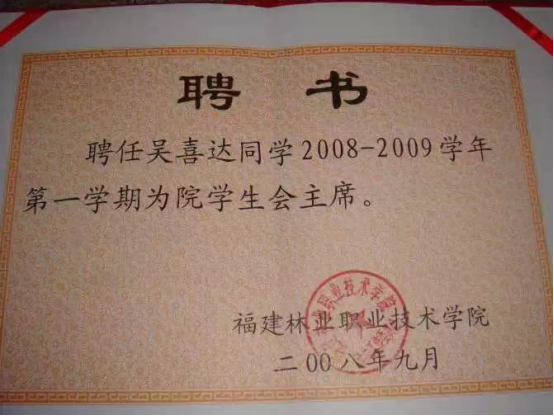 聘 书
聘任吴喜达同学2008-2009学年
第一学期为院学生会主席。
福建林业职业技术学院
二00八年九月